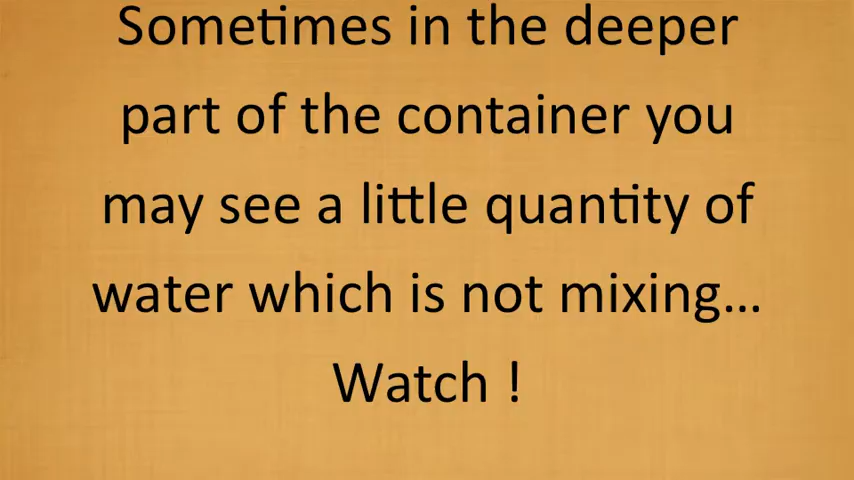 Sometimes in the deeper
part of the container you
may see a little quantity of
water which is not mixing...
Watch !